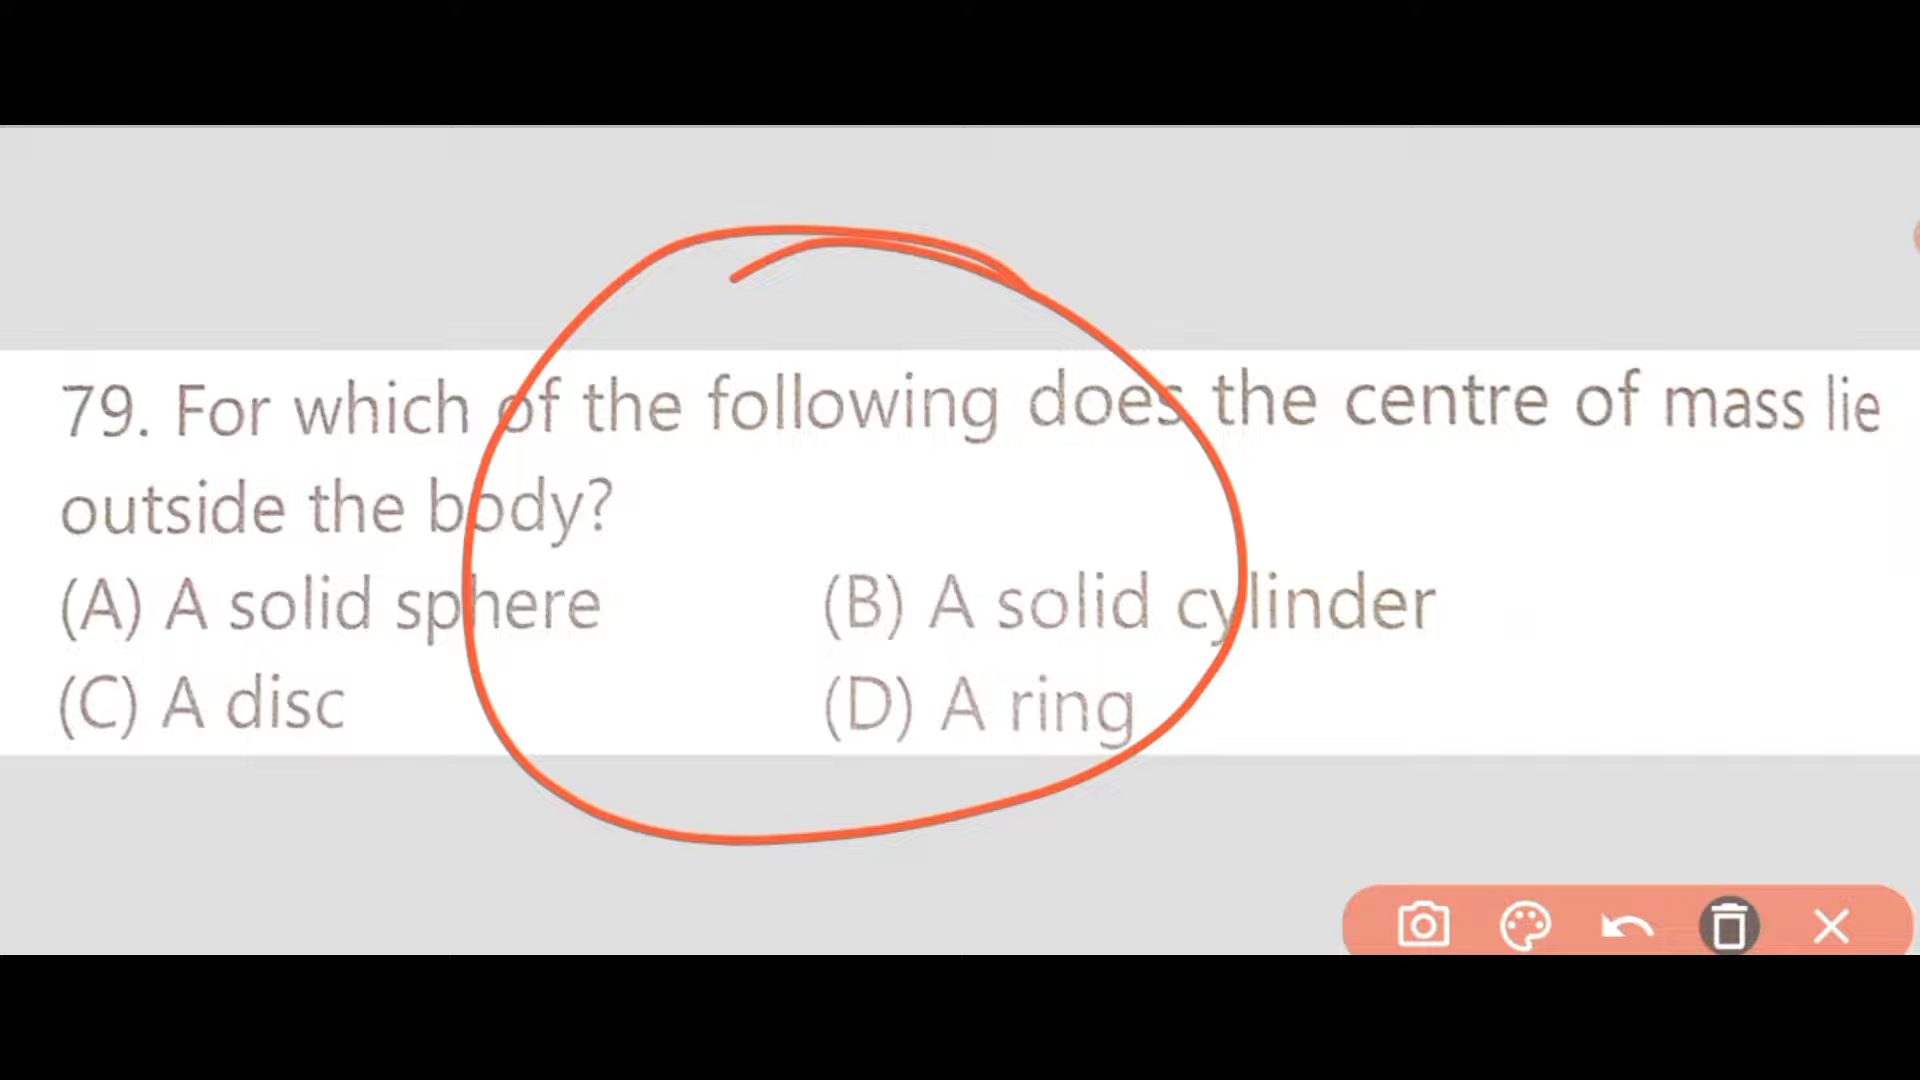 79. For which of the following does the centre of mass lie
outside the body?
(A) A solid sphere (B) A solid cylinder
(C) A disc (D) A ring